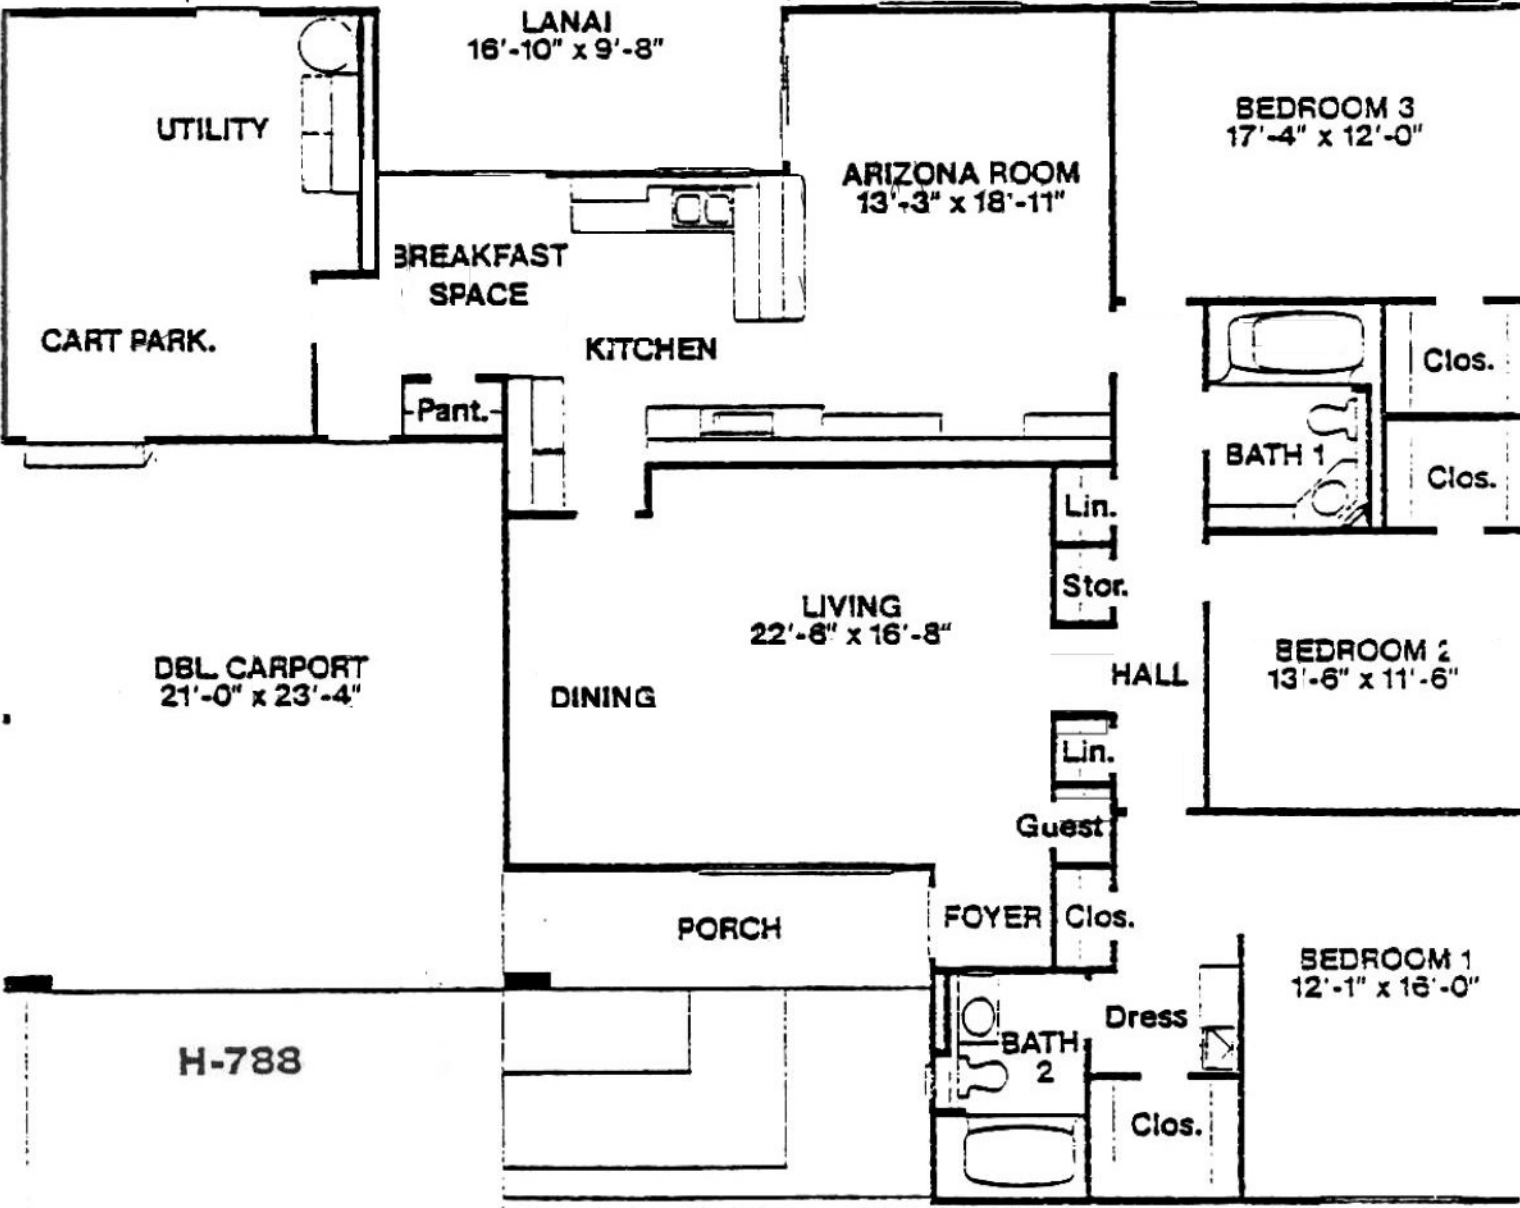 LANAI
16'-10" x 9'-8"
UTILITY
BEDROOM 3
17'-4" x 12'-0"
ARIZONA ROOM
13'-3" x 18'-11"
BREAKFAST
SPACE
CART PARK.
KITCHEN
Clos.
Pant.
BATH 1
Clos.
Lin.
Stor.
LIVING
22'-6" x 16'-8"
DBL. CARPORT
21'-0" x 23'-4"
DINING
HALL
BEDROOM 2
13'-6" x 11'-6"
Lin.
Guest
PORCH
FOYER
Clos.
BEDROOM 1
12'-1" x 16'-0"
Dress
BATH
2
H-788
Clos.